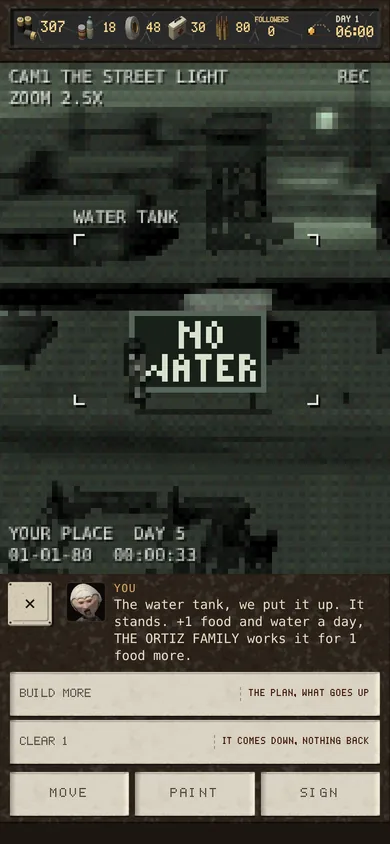 307 18 48 30 80 FOLLOWERS 0 DAY 1 06:00
CAM1 THE STREET LIGHT REC
ZOOM 2.5X
WATER TANK
NO
WATER
YOUR PLACE DAY 5
01-01-80 00:00:33
×
YOU
The water tank, we put it up. It
stands. +1 food and water a day,
THE ORTIZ FAMILY works it for 1
food more.
BUILD MORE THE PLAN, WHAT GOES UP
CLEAR 1 IT COMES DOWN, NOTHING BACK
MOVE PAINT SIGN